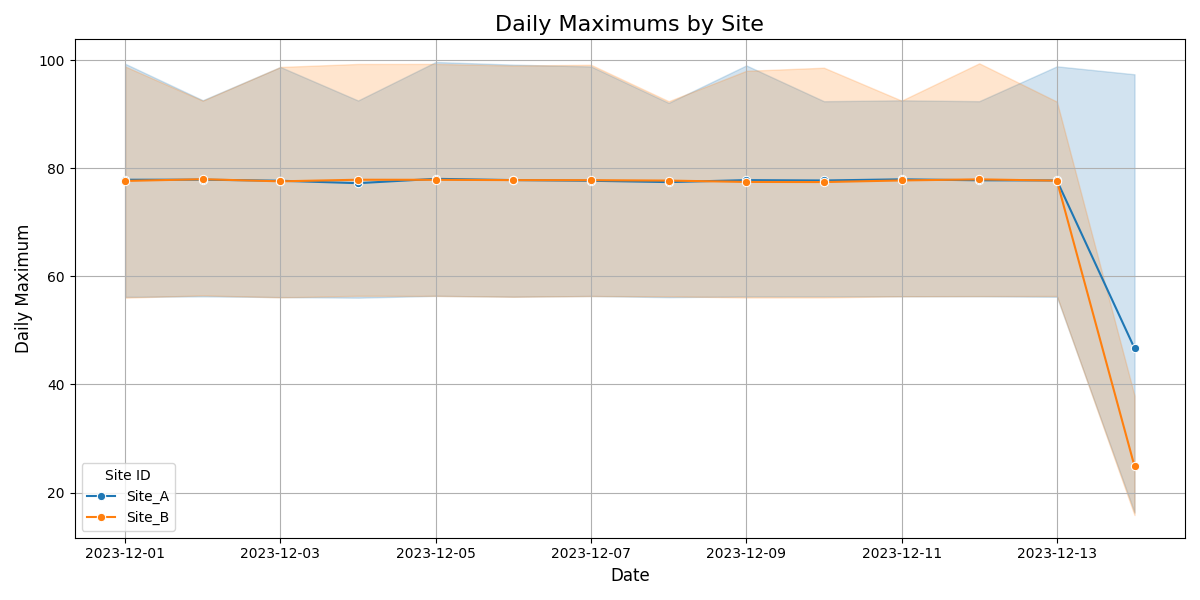 Daily Maximums by Site
Daily Maximum
100
80
60
40
20
Site ID
Site_A
Site_B
2023-12-01
2023-12-03
2023-12-05
2023-12-07
2023-12-09
2023-12-11
2023-12-13
Date